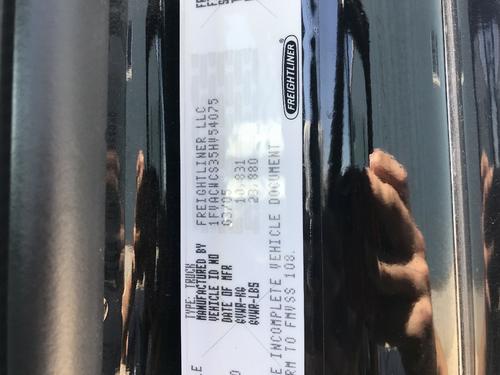 FREIGHTLINER
TYPE: TRUCK
MANUFACTURED BY FREIGHTLINER LLC
VEHICLE ID NO 1FVACWCS35HV54075
DATE OF MFR 03/05
GVWR-KG 10,831
GVWR-LBS 23,880
E INCOMPLETE VEHICLE DOCUMENT
RM TO FMVSS 108.